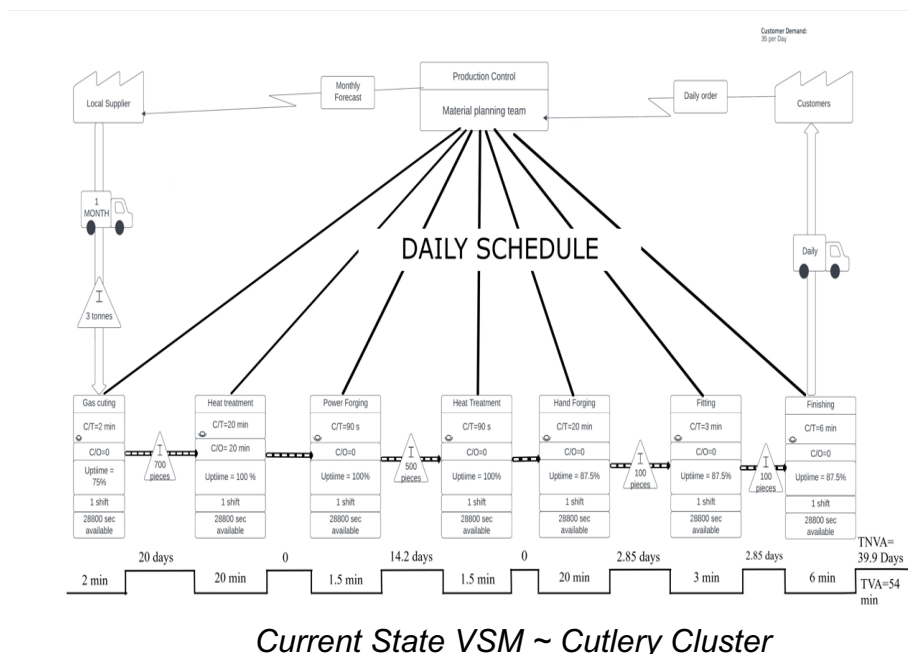 Customer Demand:
35 per Day
Local Supplier
Monthly
Forecast
Production Control
Material planning team
Daily order
Customers
1
MONTH
DAILY SCHEDULE
Daily
I
3 tonnes
Gas cuting
C/T=2 min
C/O=0
Uptime =
75%
1 shift
28800 sec
available
I
700
pieces
Heat treatment
C/T=20 min
C/O= 20 min
Uptime = 100 %
1 shift
28800 sec
available
Power Forging
C/T=90 s
C/O=0
Uptime = 100%
1 shift
28800 sec
available
I
500
pieces
Heat Treatment
C/T=90 s
C/O=0
Uptime = 100%
1 shift
28800 sec
available
Hand Forging
C/T=20 min
C/O=0
Uptime = 87.5%
1 shift
28800 sec
available
I
100
pieces
Fitting
C/T=3 min
C/O=0
Uptime = 87.5%
1 shift
28800 sec
available
I
100
pieces
Finishing
C/T=6 min
C/O=0
Uptime = 87.5%
1 shift
28800 sec
available
20 days
0
14.2 days
0
2.85 days
2.85 days
TNVA=
39.9 Days
2 min
20 min
1.5 min
1.5 min
20 min
3 min
6 min
TVA=54
min
Current State VSM ~ Cutlery Cluster